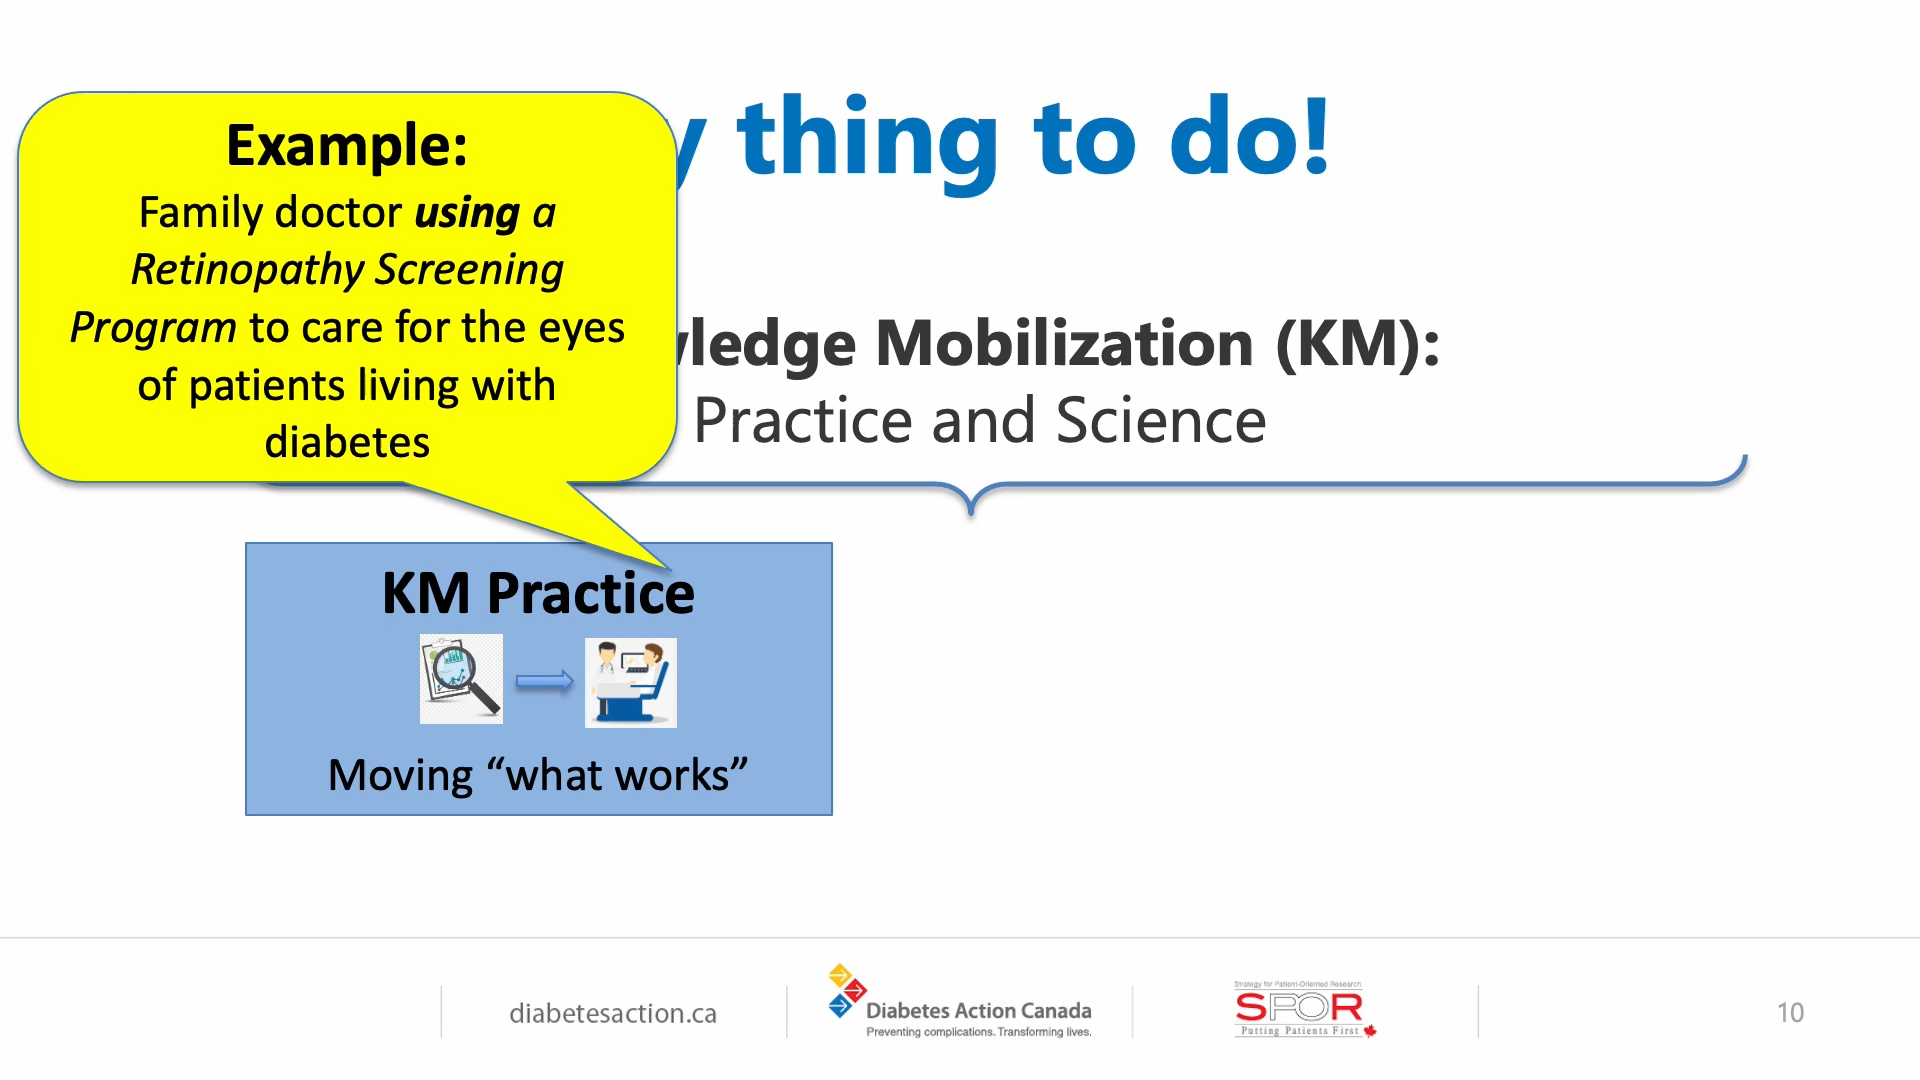 thing to do!
Example:
Family doctor using a
Retinopathy Screening
Program to care for the eyes
of patients living with
diabetes
wledge Mobilization (KM):
Practice and Science
KM Practice
Moving “what works”
diabetesaction.ca
Diabetes Action Canada
Preventing complications. Transforming lives.
Strategy for Patient-Oriented Research
SPOR
Putting Patients First
10